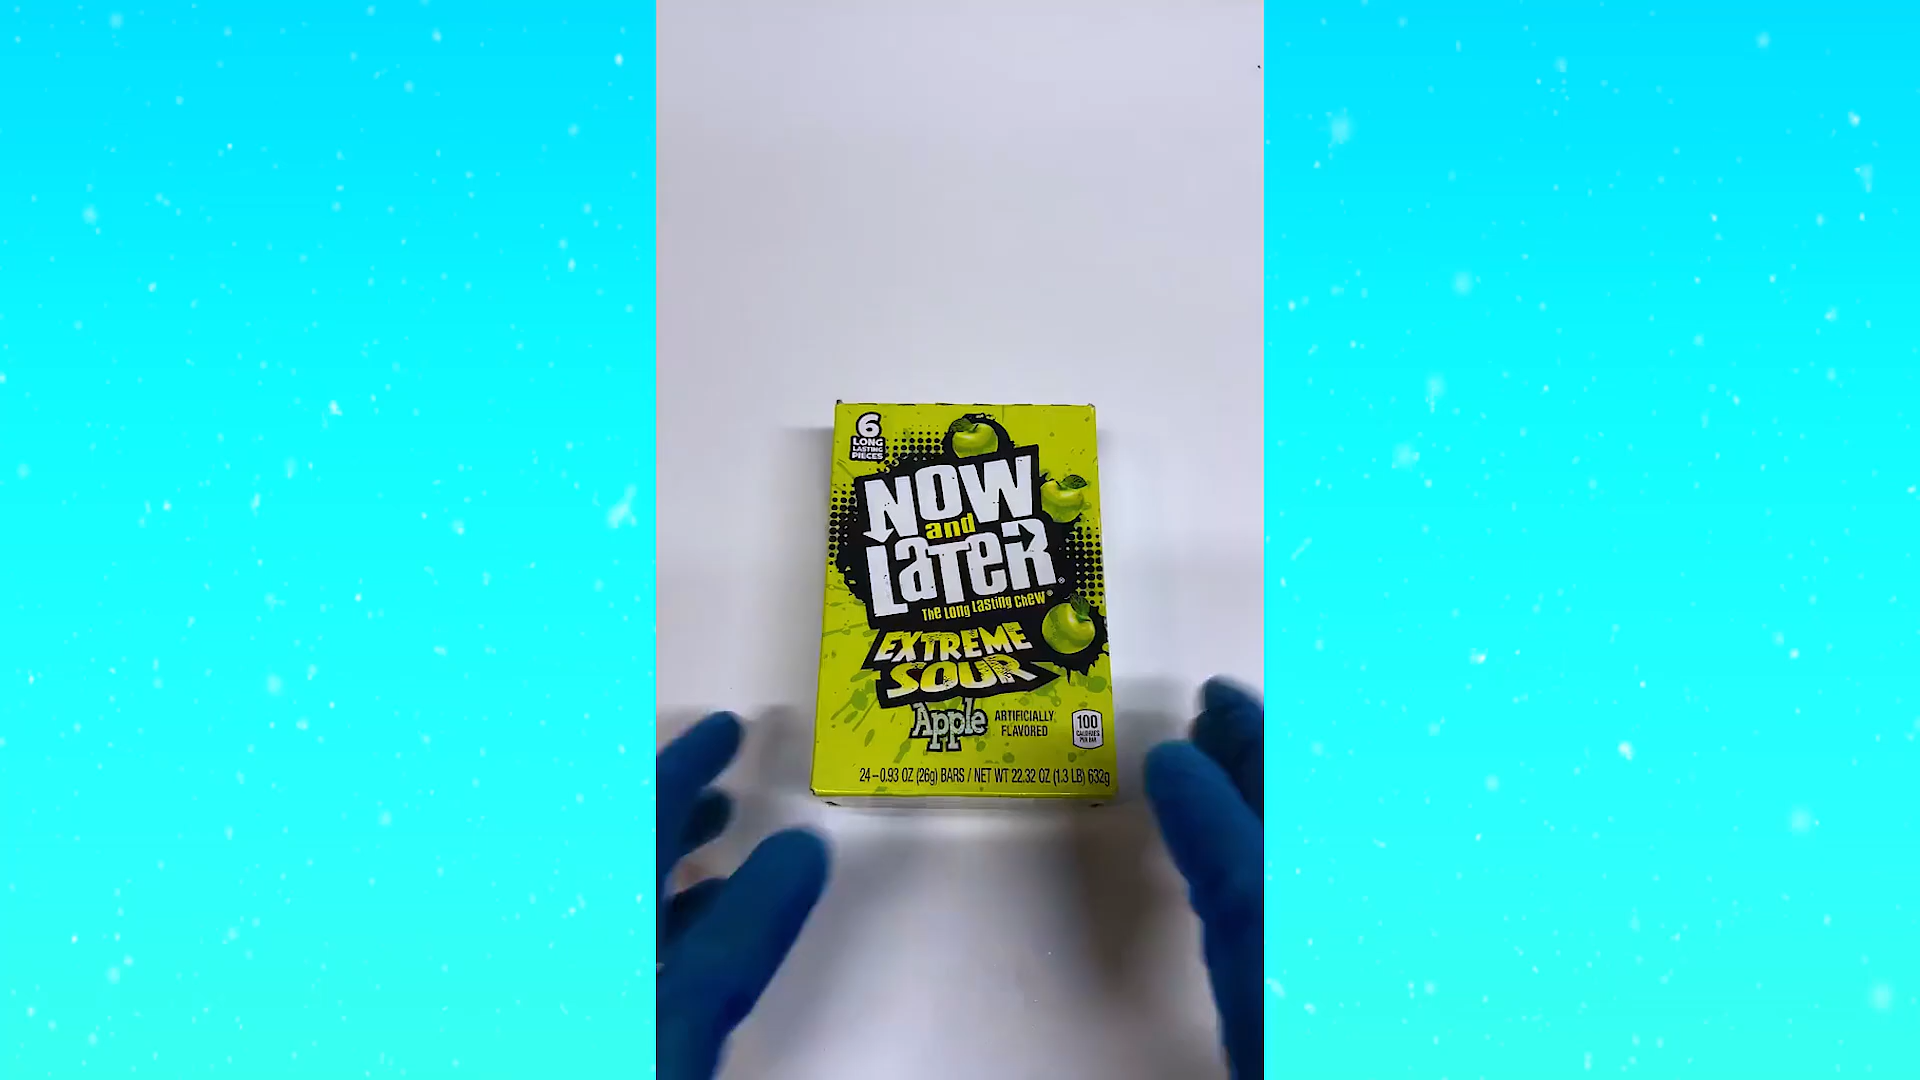 6
LONG
LASTING
PIECES
NOW
and
LaTeR®
The Long Lasting Chew®
EXTREME
SOUR
Apple
ARTIFICIALLY
FLAVORED
100
CALORIES
PER BAR
24–0.93 OZ (26g) BARS / NET WT 22.32 OZ (1.3 LB) 632g